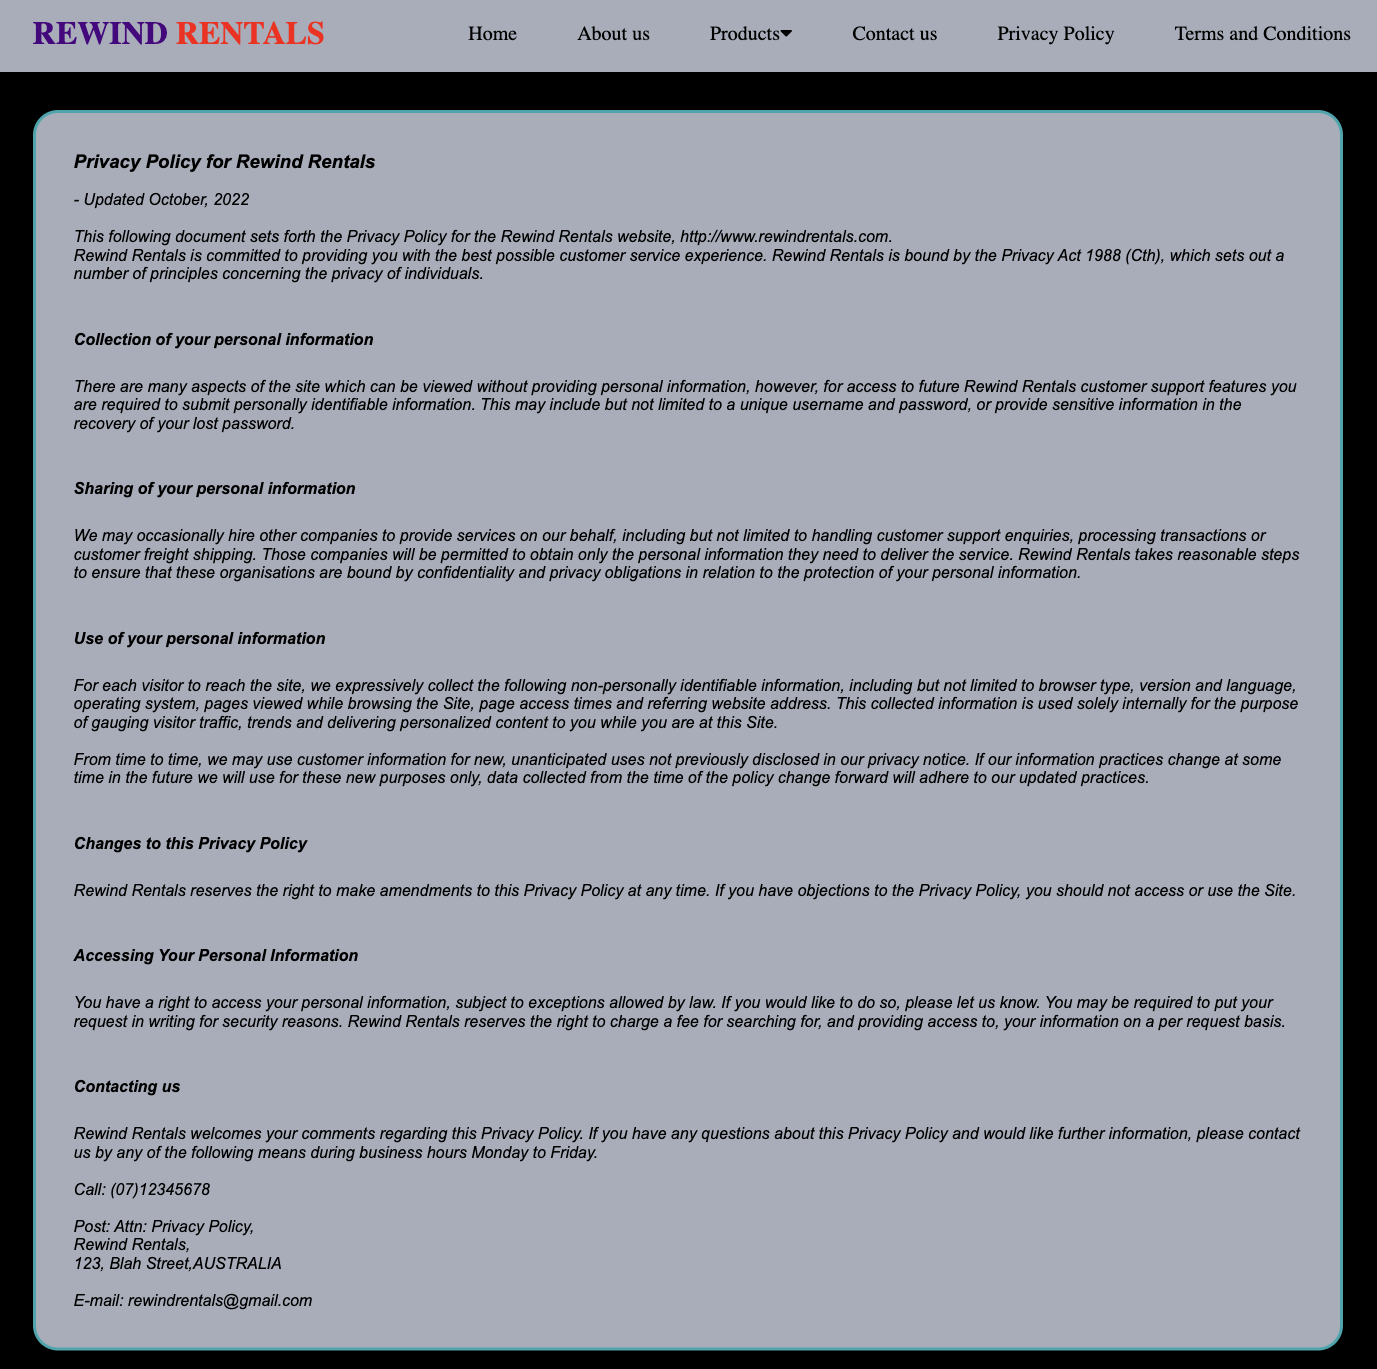 REWIND RENTALS
Home About us Products Contact us Privacy Policy Terms and Conditions
Privacy Policy for Rewind Rentals
- Updated October, 2022
This following document sets forth the Privacy Policy for the Rewind Rentals website, http://www.rewindrentals.com.
Rewind Rentals is committed to providing you with the best possible customer service experience. Rewind Rentals is bound by the Privacy Act 1988 (Cth), which sets out a
number of principles concerning the privacy of individuals.
Collection of your personal information
There are many aspects of the site which can be viewed without providing personal information, however, for access to future Rewind Rentals customer support features you
are required to submit personally identifiable information. This may include but not limited to a unique username and password, or provide sensitive information in the
recovery of your lost password.
Sharing of your personal information
We may occasionally hire other companies to provide services on our behalf, including but not limited to handling customer support enquiries, processing transactions or
customer freight shipping. Those companies will be permitted to obtain only the personal information they need to deliver the service. Rewind Rentals takes reasonable steps
to ensure that these organisations are bound by confidentiality and privacy obligations in relation to the protection of your personal information.
Use of your personal information
For each visitor to reach the site, we expressively collect the following non-personally identifiable information, including but not limited to browser type, version and language,
operating system, pages viewed while browsing the Site, page access times and referring website address. This collected information is used solely internally for the purpose
of gauging visitor traffic, trends and delivering personalized content to you while you are at this Site.
From time to time, we may use customer information for new, unanticipated uses not previously disclosed in our privacy notice. If our information practices change at some
time in the future we will use for these new purposes only, data collected from the time of the policy change forward will adhere to our updated practices.
Changes to this Privacy Policy
Rewind Rentals reserves the right to make amendments to this Privacy Policy at any time. If you have objections to the Privacy Policy, you should not access or use the Site.
Accessing Your Personal Information
You have a right to access your personal information, subject to exceptions allowed by law. If you would like to do so, please let us know. You may be required to put your
request in writing for security reasons. Rewind Rentals reserves the right to charge a fee for searching for, and providing access to, your information on a per request basis.
Contacting us
Rewind Rentals welcomes your comments regarding this Privacy Policy. If you have any questions about this Privacy Policy and would like further information, please contact
us by any of the following means during business hours Monday to Friday.
Call: (07)12345678
Post: Attn: Privacy Policy,
Rewind Rentals,
123, Blah Street,AUSTRALIA
E-mail: rewindrentals@gmail.com